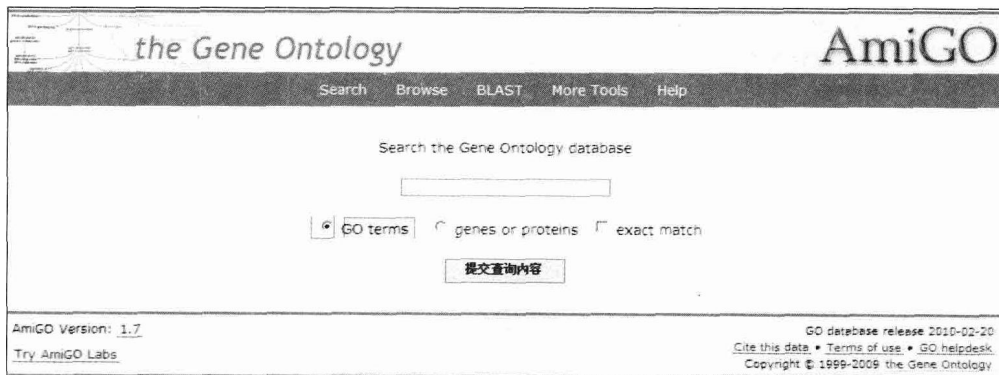 the Gene Ontology
AmiGO
Search Browse BLAST More Tools Help
Search the Gene Ontology database
GO terms genes or proteins exact match
提交查询内容
AmiGO Version: 1.7
GO database release 2010-02-20
Try AmiGO Labs
Cite this data • Terms of use • GO helpdesk
Copyright © 1999-2009 the Gene Ontology